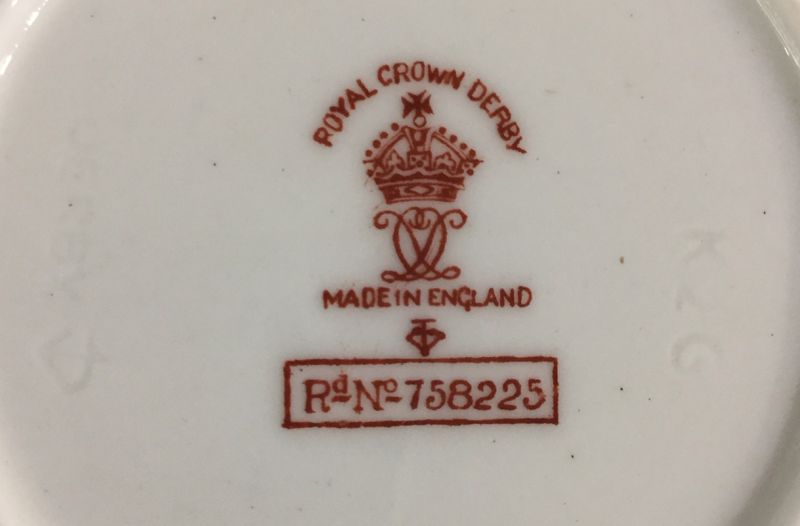 ROYAL CROWN DERBY
MADE IN ENGLAND
Rd No 758225